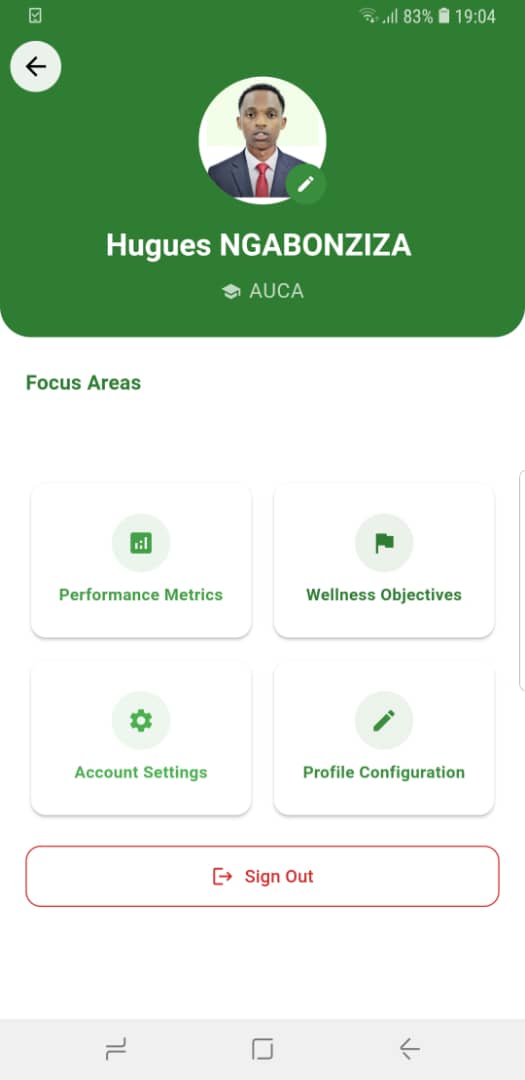 83% 19:04
Hugues NGABONZIZA
AUCA
Focus Areas
Performance Metrics
Wellness Objectives
Account Settings
Profile Configuration
Sign Out